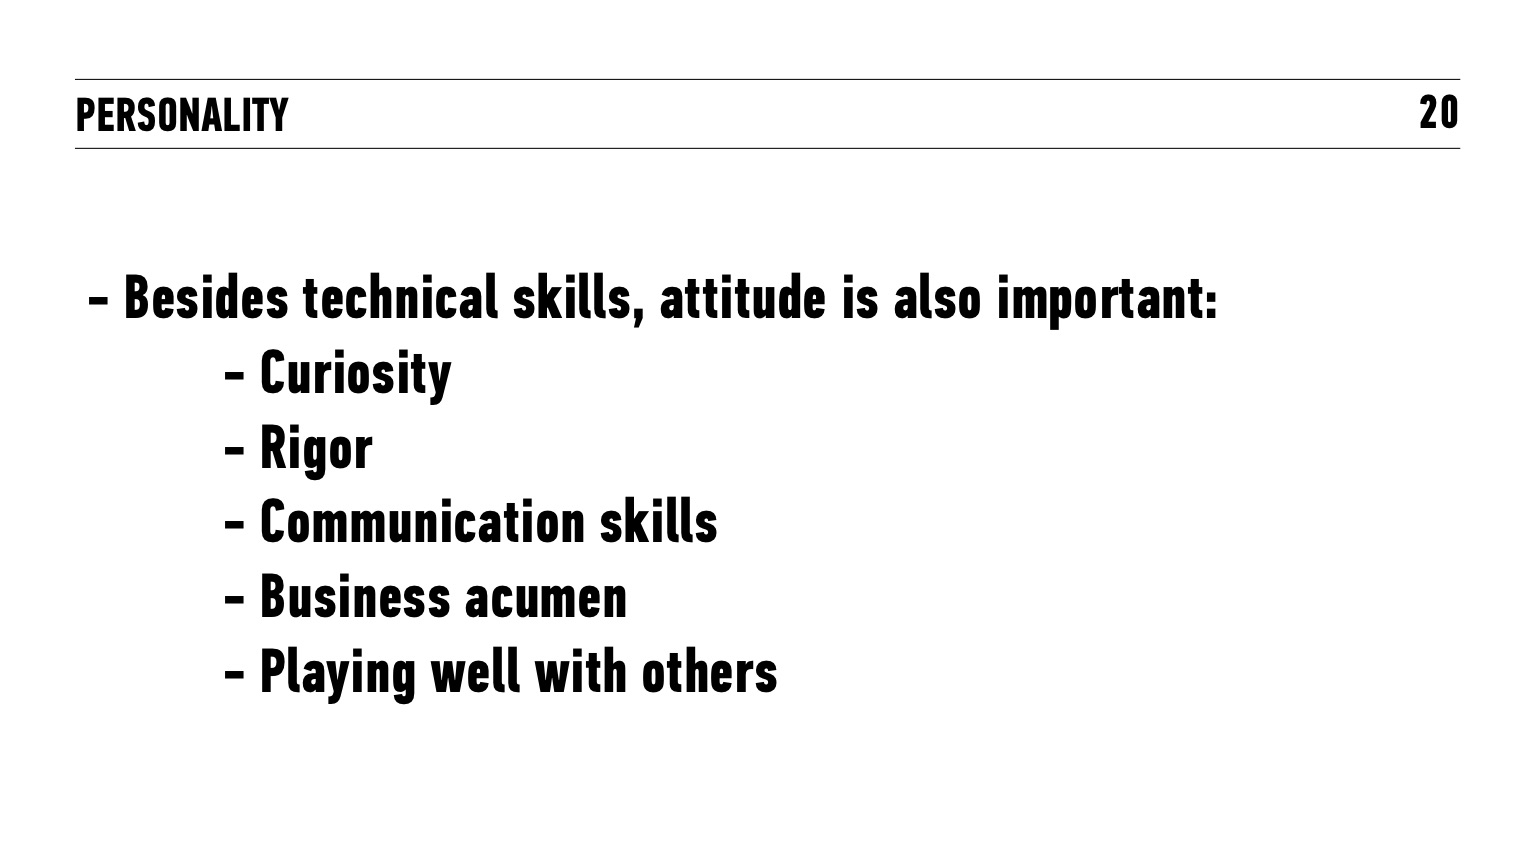 PERSONALITY 20
– Besides technical skills, attitude is also important:
– Curiosity
– Rigor
– Communication skills
– Business acumen
– Playing well with others